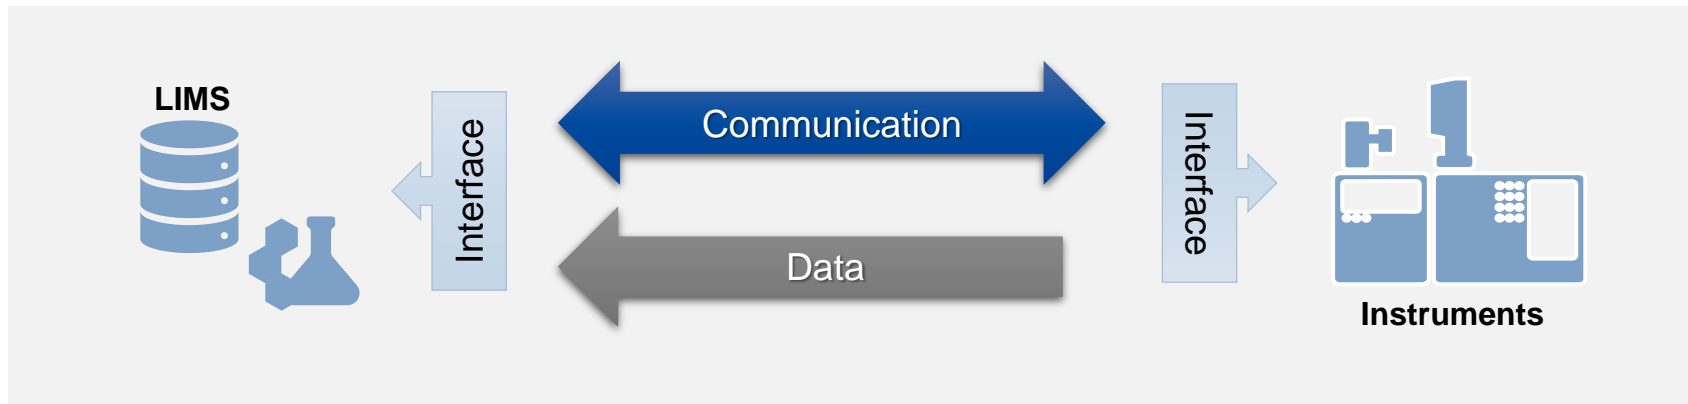 LIMS
Interface
Communication
Data
Interface
Instruments